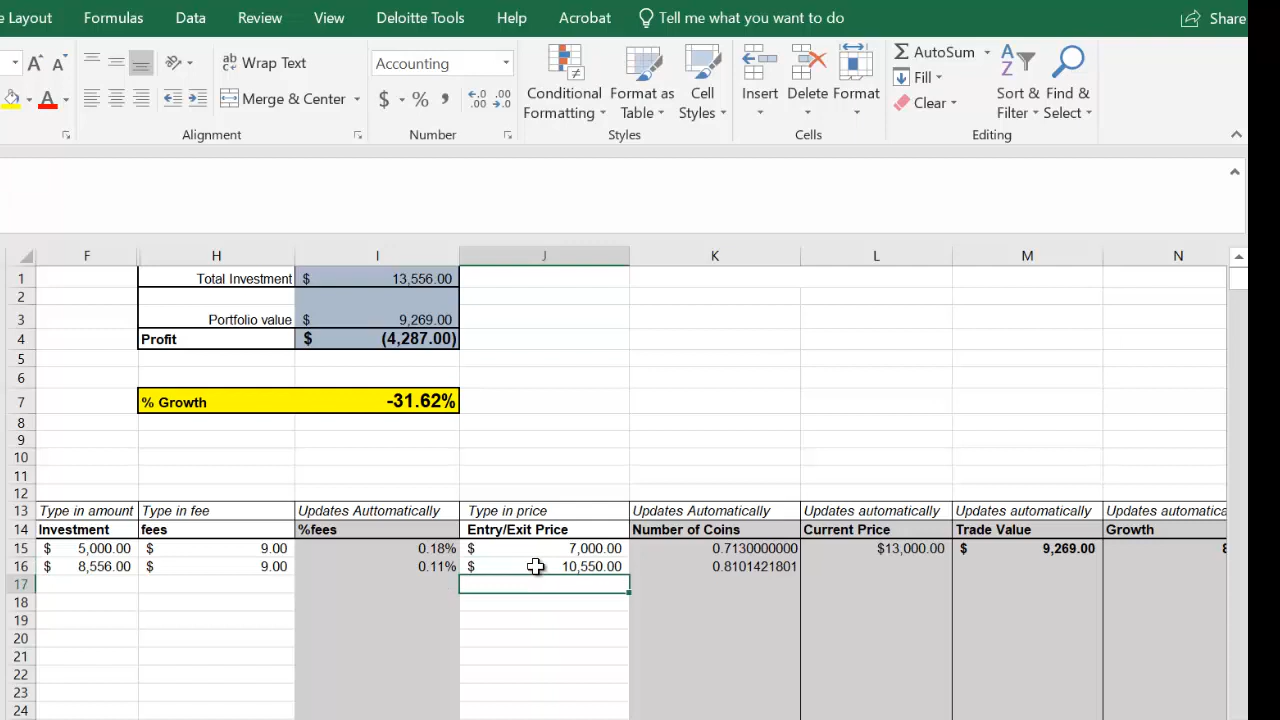 e Layout Formulas Data Review View Deloitte Tools Help Acrobat Tell me what you want to do Share
A A ab Wrap Text Accounting AutoSum
A Merge & Center $ % , .0 .00 Conditional Formatting Format as Table Cell Styles Insert Delete Format Fill Clear Sort & Filter Find & Select
Alignment Number Styles Cells Editing
F H I J K L M N
1 Total Investment $ 13,556.00
2
3 Portfolio value $ 9,269.00
4 Profit $ (4,287.00)
5
6
7 % Growth -31.62%
8
9
10
11
12
13 Type in amount Type in fee Updates Auttomatically Type in price Updates Automatically Updates automatically Updates automatically Updates automatica
14 Investment fees %fees Entry/Exit Price Number of Coins Current Price Trade Value Growth
15 $ 5,000.00 $ 9.00 0.18% $ 7,000.00 0.7130000000 $13,000.00 $ 9,269.00 8
16 $ 8,556.00 $ 9.00 0.11% $ 10,550.00 0.8101421801
17
18
19
20
21
22
23
24